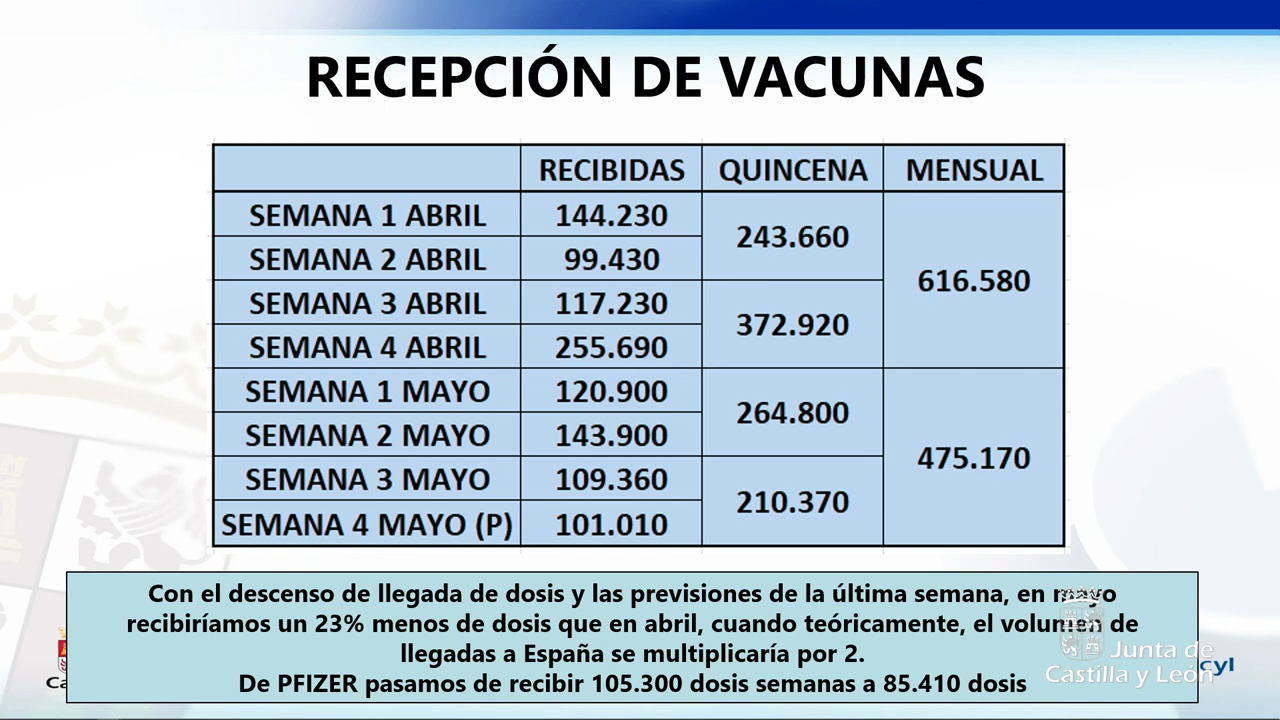 RECEPCIÓN DE VACUNAS
RECIBIDAS QUINCENA MENSUAL
SEMANA 1 ABRIL 144.230 243.660 616.580
SEMANA 2 ABRIL 99.430
SEMANA 3 ABRIL 117.230 372.920
SEMANA 4 ABRIL 255.690
SEMANA 1 MAYO 120.900 264.800 475.170
SEMANA 2 MAYO 143.900
SEMANA 3 MAYO 109.360 210.370
SEMANA 4 MAYO (P) 101.010
Con el descenso de llegada de dosis y las previsiones de la última semana, en mayo
recibiríamos un 23% menos de dosis que en abril, cuando teóricamente, el volumen de
llegadas a España se multiplicaría por 2.
De PFIZER pasamos de recibir 105.300 dosis semanas a 85.410 dosis
Junta de
Castilla y León